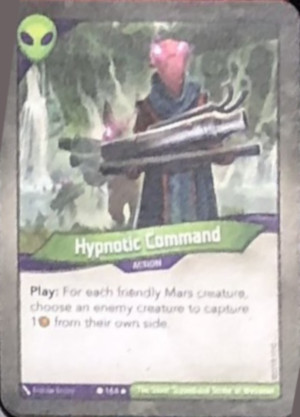 Hypnotic Command
ACTION
Play: For each friendly Mars creature,
choose an enemy creature to capture
1 from their own side.
164